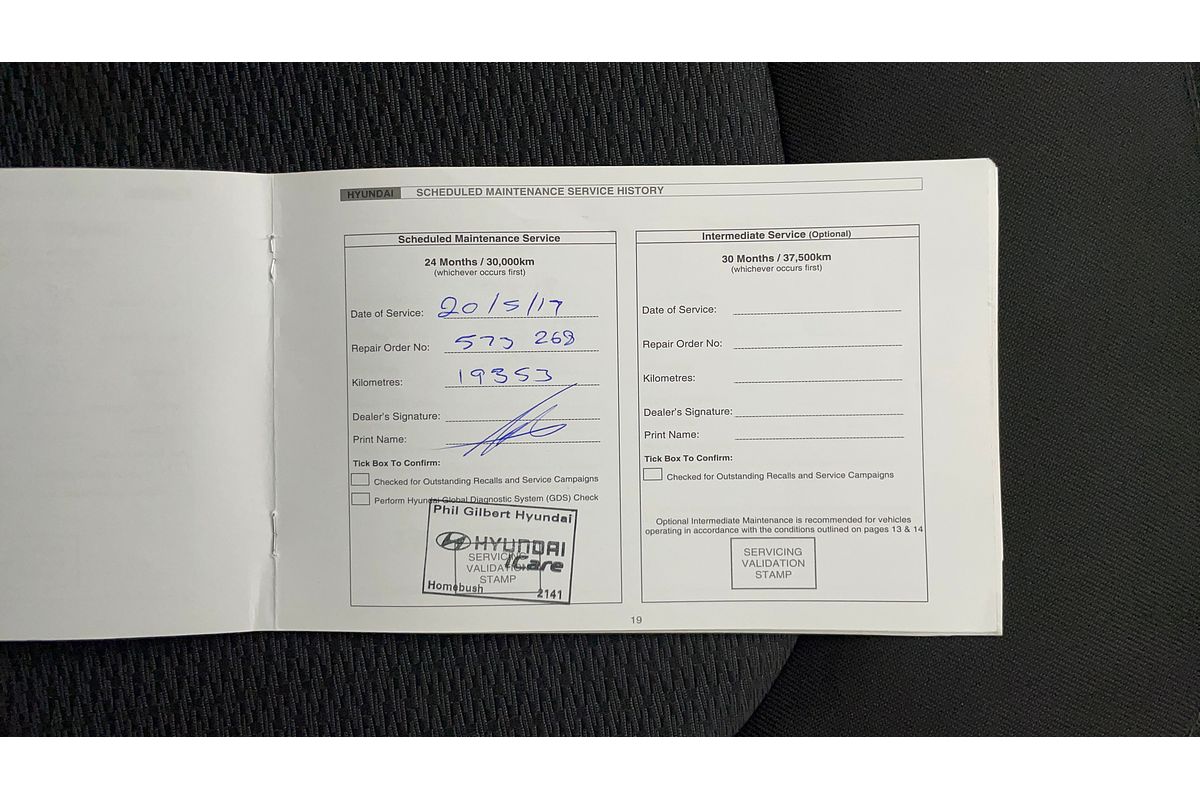 HYUNDAI SCHEDULED MAINTENANCE SERVICE HISTORY
Scheduled Maintenance Service
24 Months / 30,000km
(whichever occurs first)
Date of Service: 20/5/17
Repair Order No: 573 268
Kilometres: 19353
Dealer's Signature:
Print Name:
Tick Box To Confirm:
Checked for Outstanding Recalls and Service Campaigns
Perform Hyundai Global Diagnostic System (GDS) Check
Phil Gilbert Hyundai
HYUNDAI
iCare
SERVICING
VALIDATION
STAMP
Homebush 2141
Intermediate Service (Optional)
30 Months / 37,500km
(whichever occurs first)
Date of Service:
Repair Order No:
Kilometres:
Dealer's Signature:
Print Name:
Tick Box To Confirm:
Checked for Outstanding Recalls and Service Campaigns
Optional Intermediate Maintenance is recommended for vehicles
operating in accordance with the conditions outlined on pages 13 & 14
SERVICING
VALIDATION
STAMP
19